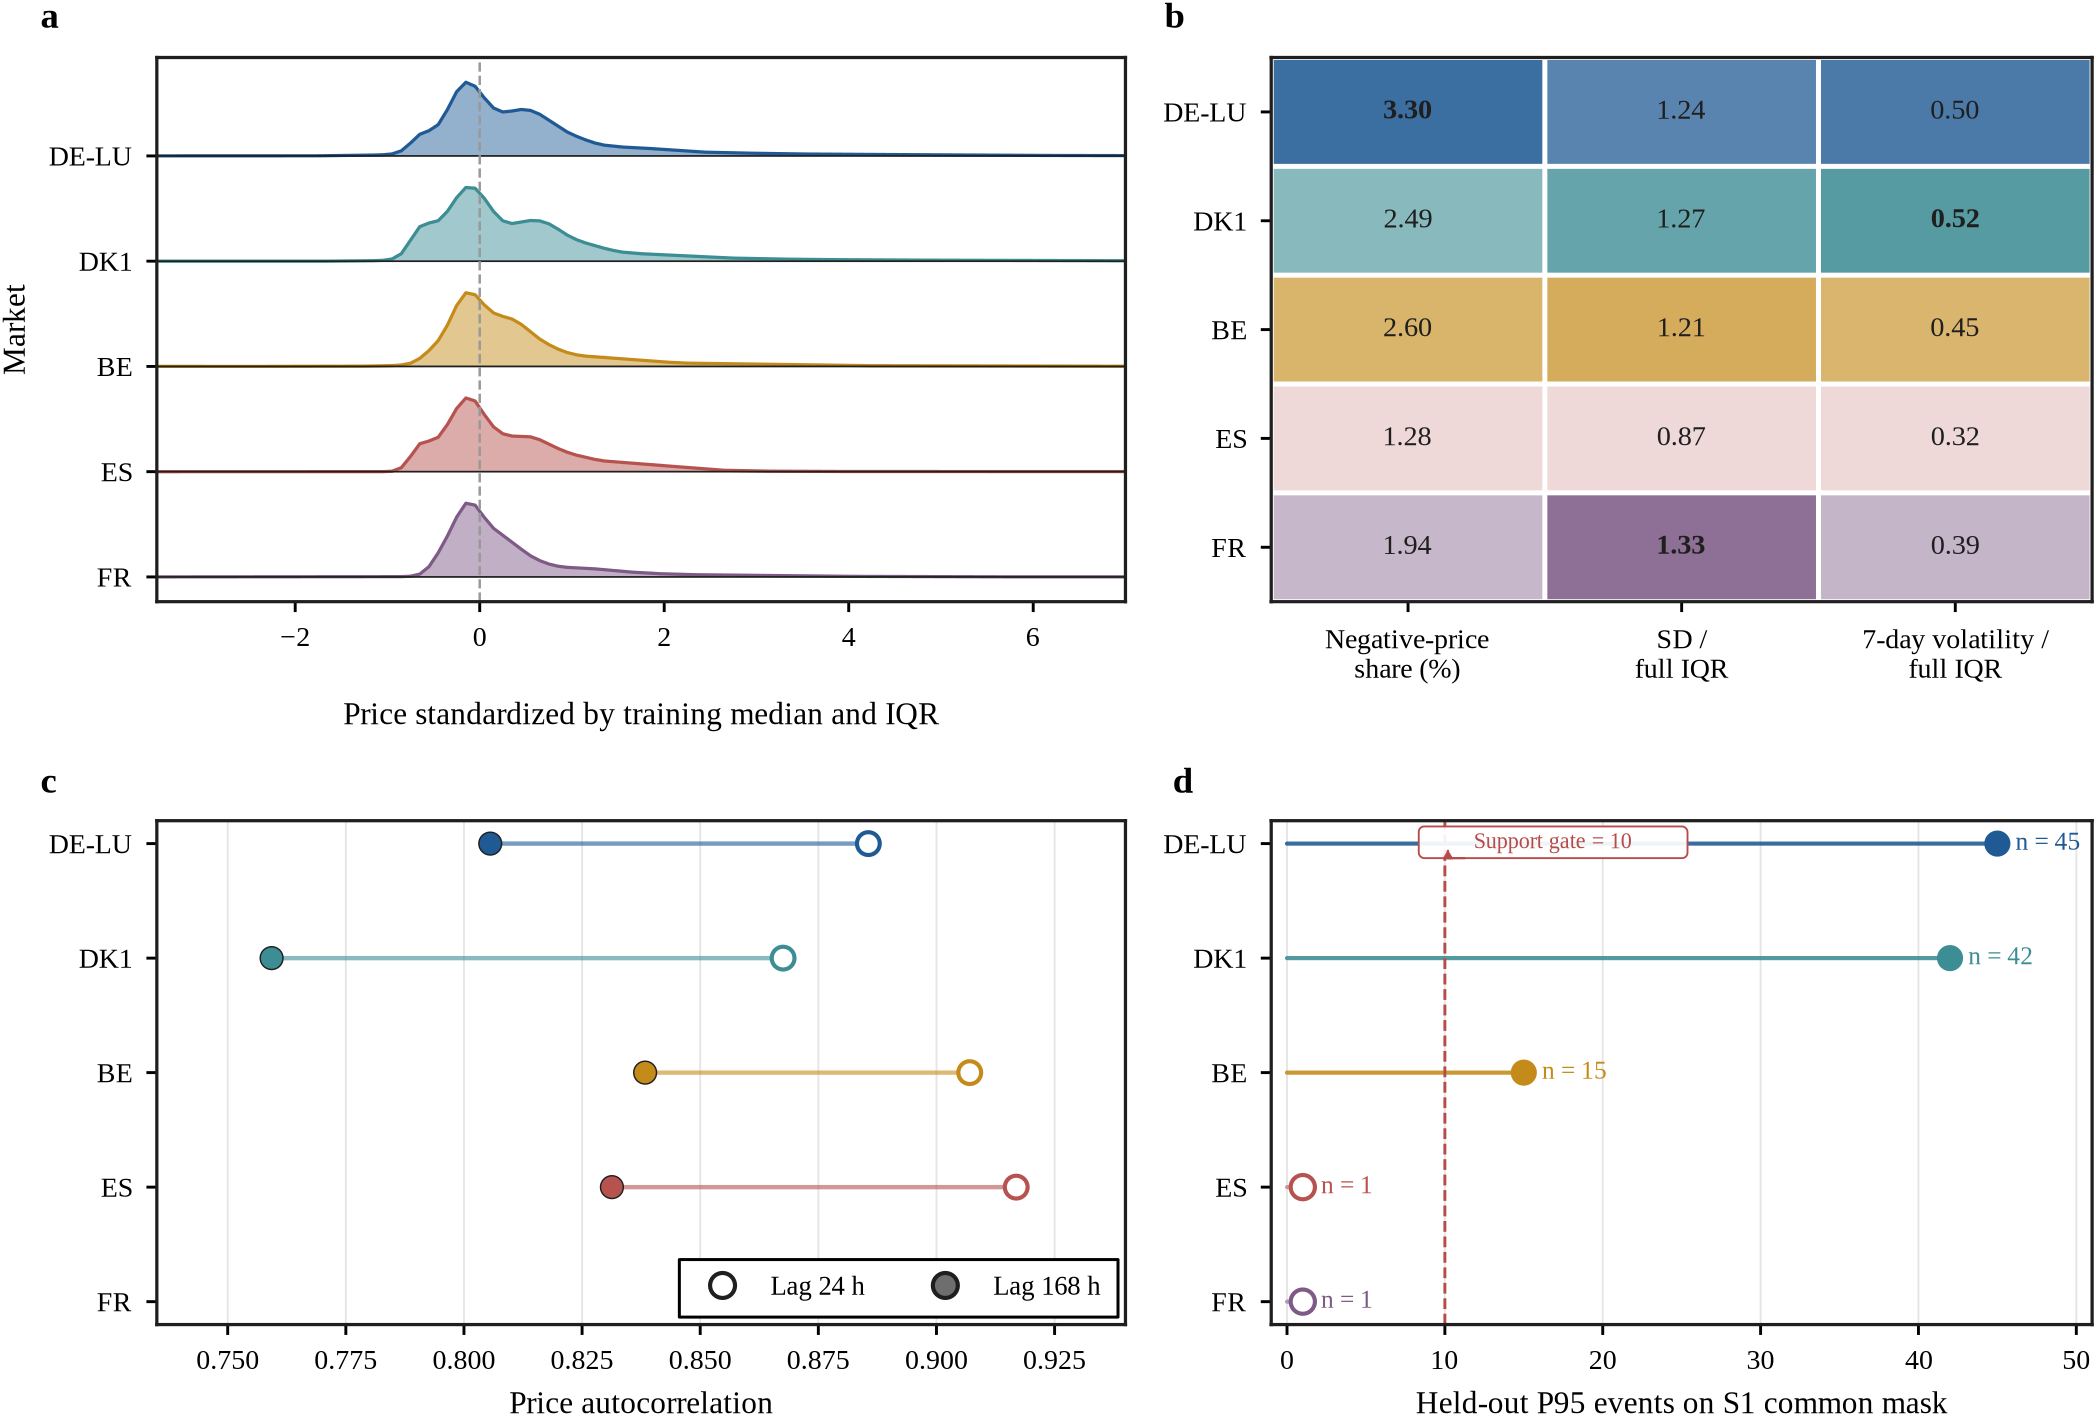 a
Market
DE-LU
DK1
BE
ES
FR
−2 0 2 4 6
Price standardized by training median and IQR
b
DE-LU 3.30 1.24 0.50
DK1 2.49 1.27 0.52
BE 2.60 1.21 0.45
ES 1.28 0.87 0.32
FR 1.94 1.33 0.39
Negative-price SD / 7-day volatility /
share (%) full IQR full IQR
c
DE-LU
DK1
BE
ES
FR
Lag 24 h Lag 168 h
0.750 0.775 0.800 0.825 0.850 0.875 0.900 0.925
Price autocorrelation
d
Support gate = 10
DE-LU n = 45
DK1 n = 42
BE n = 15
ES n = 1
FR n = 1
0 10 20 30 40 50
Held-out P95 events on S1 common mask